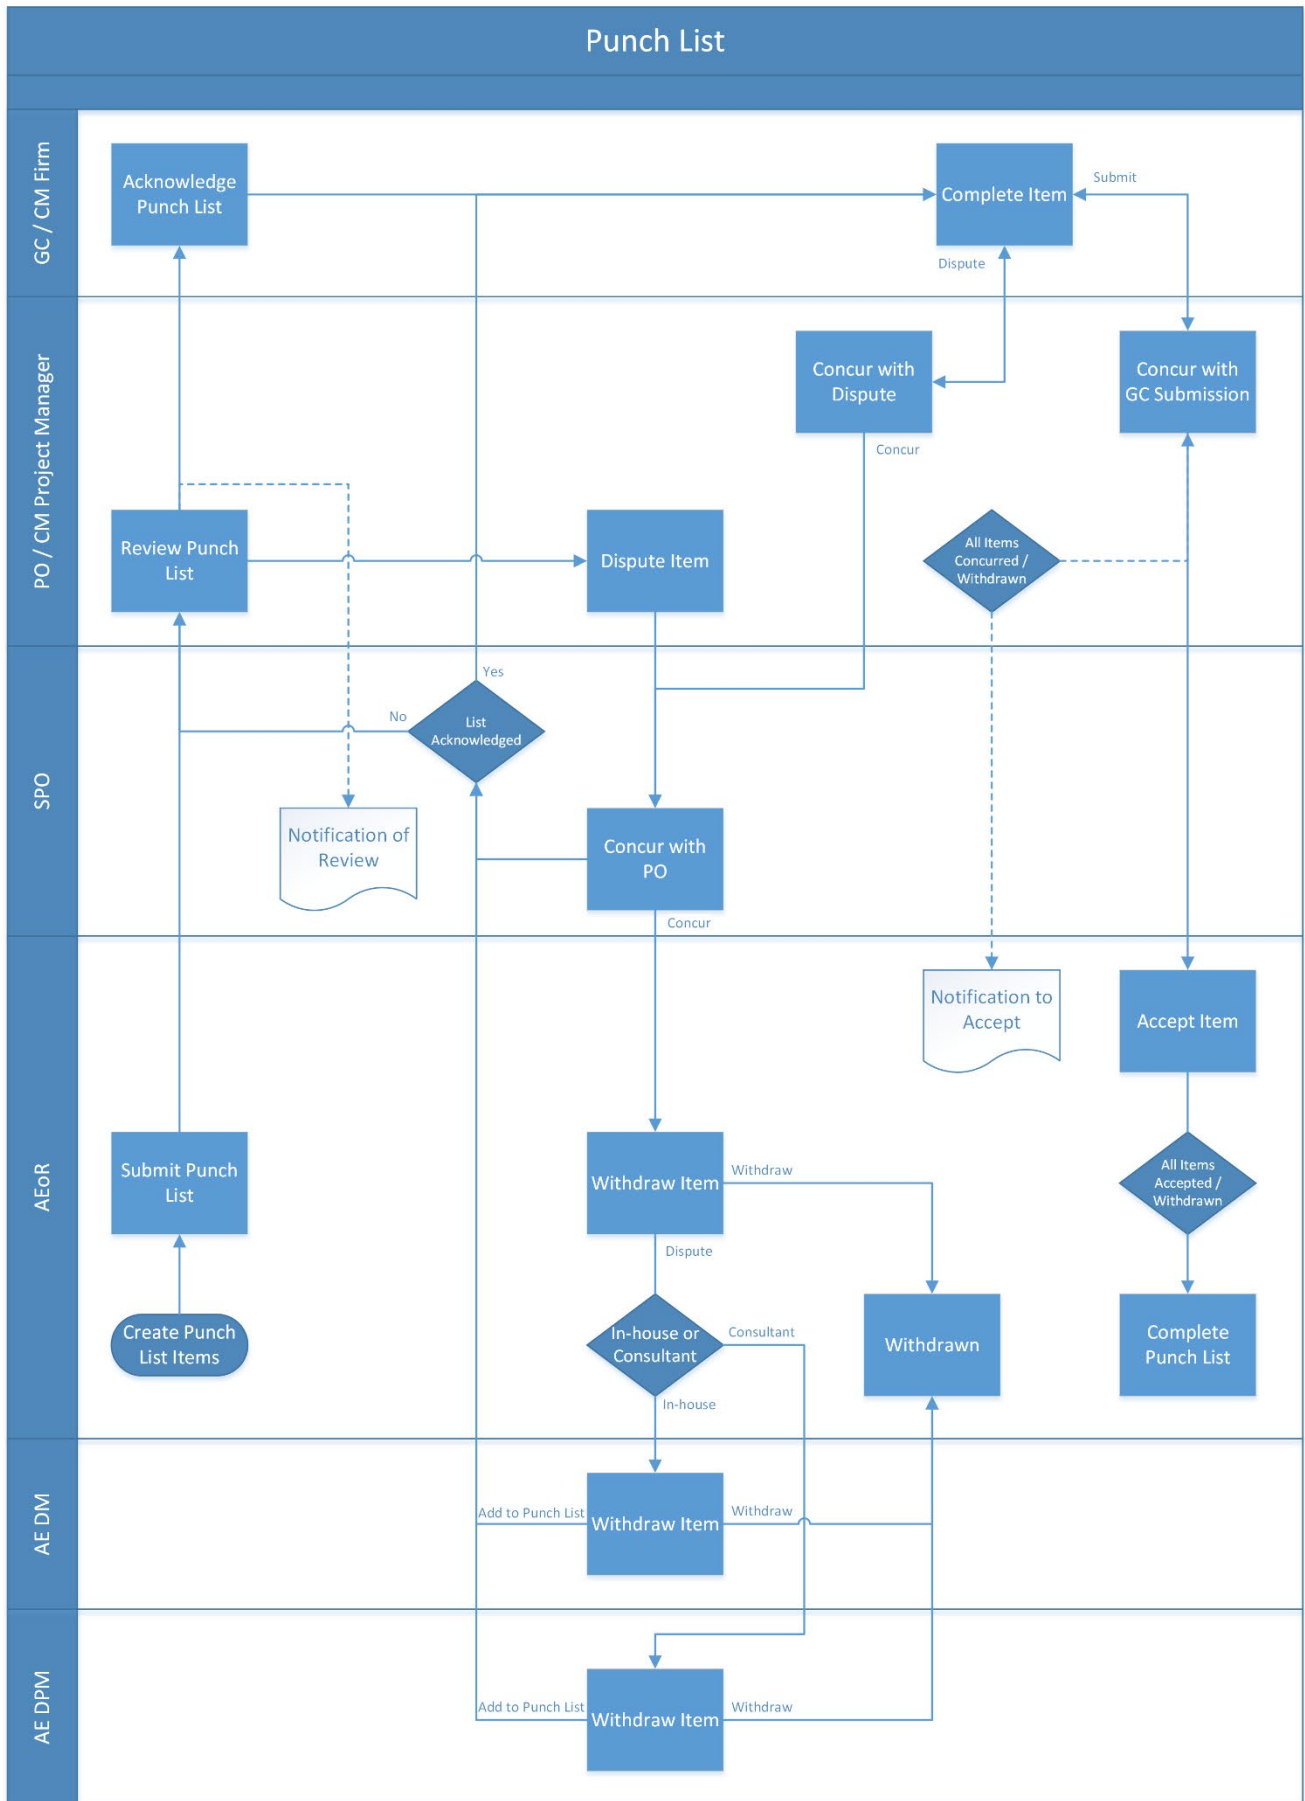 Punch List
GC / CM Firm
Acknowledge
Punch List
Complete Item
Submit
Dispute
PO / CM Project Manager
Concur with
Dispute
Concur with
GC Submission
Concur
Review Punch
List
Dispute Item
All Items
Concurred /
Withdrawn
SPO
Yes
No
List
Acknowledged
Notification of
Review
Concur with
PO
Concur
AEoR
Notification to
Accept
Accept Item
Submit Punch
List
Withdraw Item
Withdraw
All Items
Accepted /
Withdrawn
Dispute
Create Punch
List Items
In-house or
Consultant
Consultant
Withdrawn
Complete
Punch List
In-house
AE DM
Add to Punch List
Withdraw Item
Withdraw
AE DPM
Add to Punch List
Withdraw Item
Withdraw